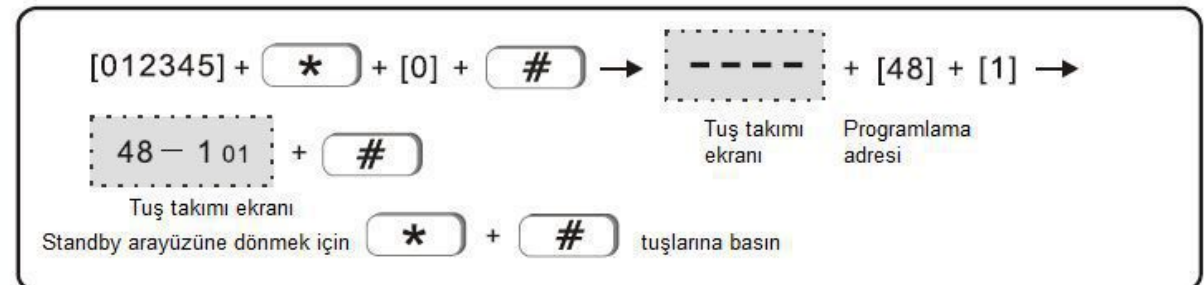 [012345] + * + [0] + # → ---- + [48] + [1] →
Tuş takımı ekranı
Programlama adresi
48 — 1 01 + #
Tuş takımı ekranı
Standby arayüzüne dönmek için * + # tuşlarına basın